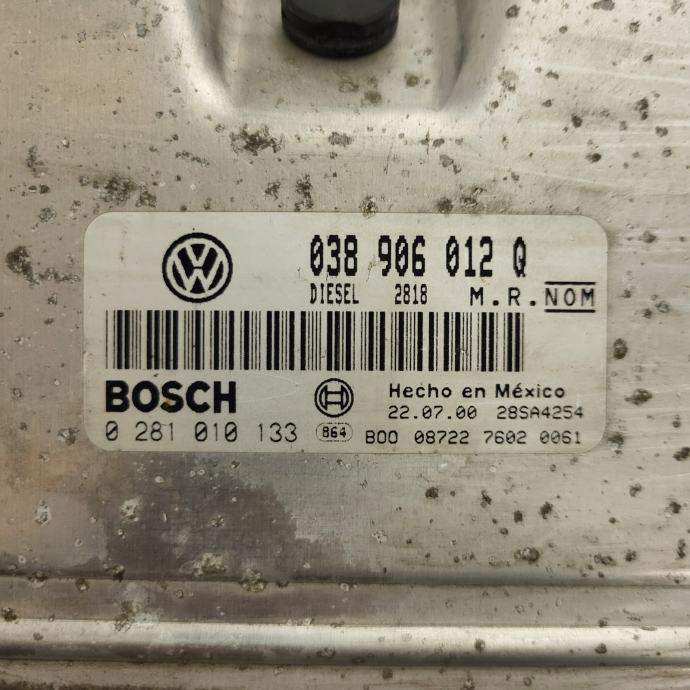 038 906 012 Q
DIESEL 2818 M.R.NOM
BOSCH
Hecho en México
22.07.00 28SA4254
0 281 010 133 864 B00 08722 7602 0061